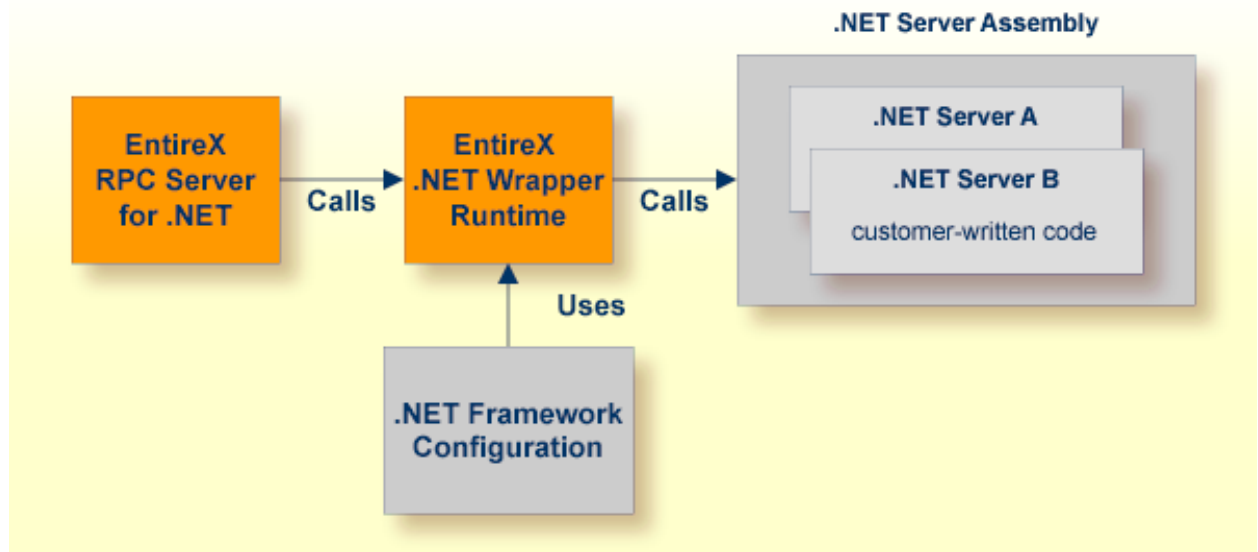 .NET Server Assembly
EntireX
RPC Server
for .NET
Calls
EntireX
.NET Wrapper
Runtime
Calls
.NET Server A
.NET Server B
customer-written code
Uses
.NET Framework
Configuration